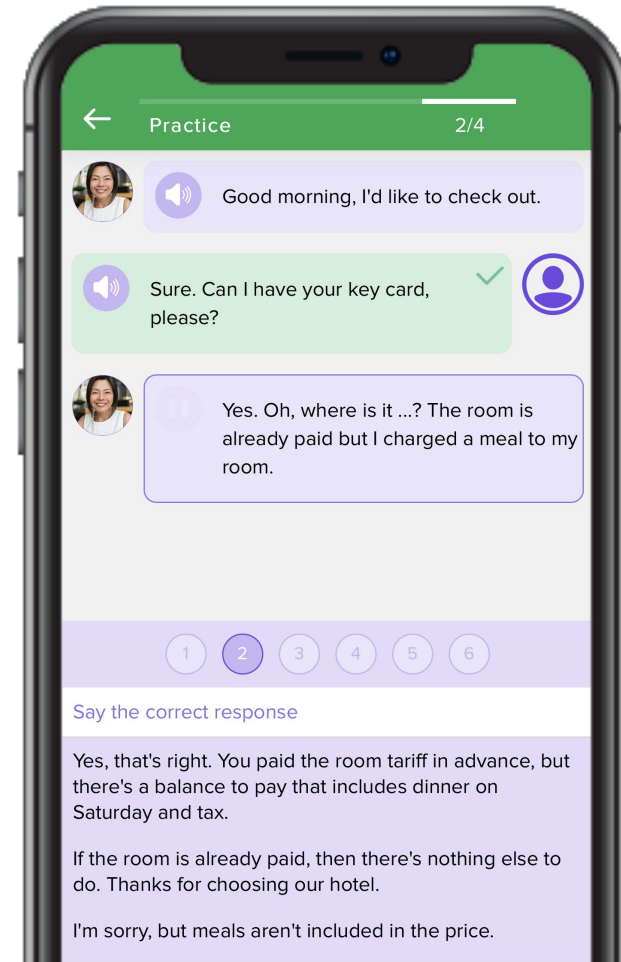 Practice
2/4
Good morning, I'd like to check out.
Sure. Can I have your key card,
please?
Yes. Oh, where is it ...? The room is
already paid but I charged a meal to my
room.
1 2 3 4 5 6
Say the correct response
Yes, that's right. You paid the room tariff in advance, but
there's a balance to pay that includes dinner on
Saturday and tax.
If the room is already paid, then there's nothing else to
do. Thanks for choosing our hotel.
I'm sorry, but meals aren't included in the price.